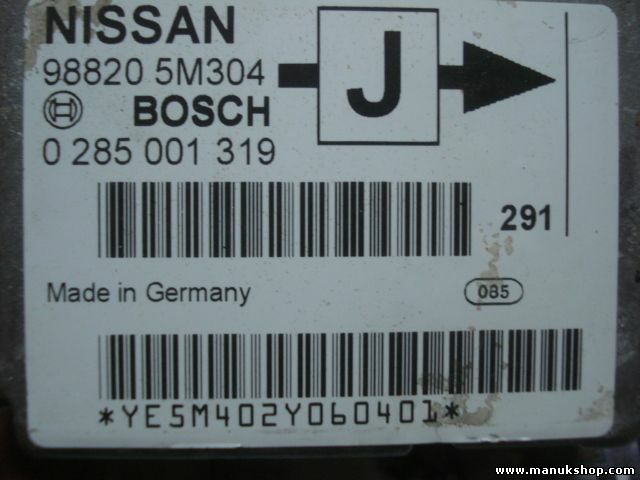 NISSAN
98820 5M304
BOSCH
0 285 001 319
J
291
Made in Germany
085
*YE5M402Y060401*
www.manukshop.com